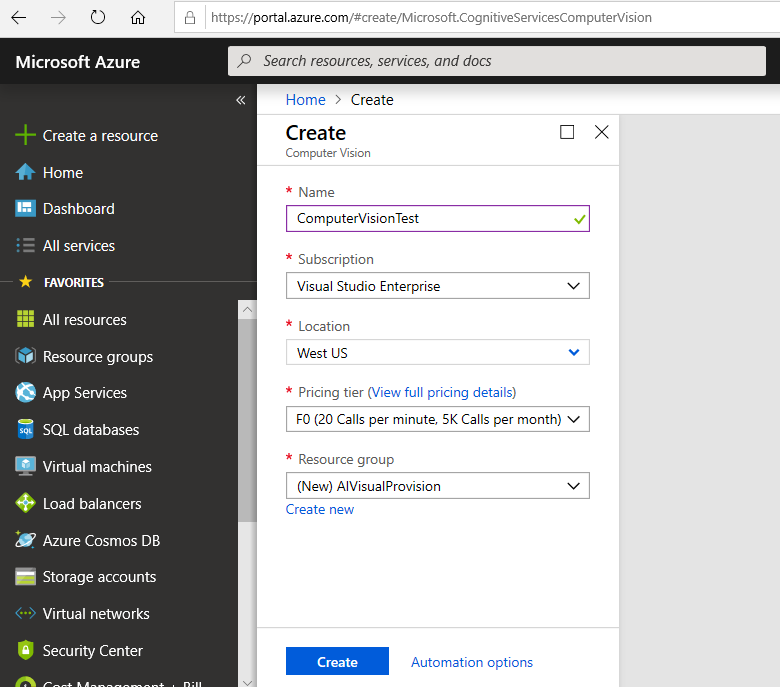 https://portal.azure.com/#create/Microsoft.CognitiveServicesComputerVision
Microsoft Azure
Search resources, services, and docs
«
Create a resource
Home
Dashboard
All services
FAVORITES
All resources
Resource groups
App Services
SQL databases
Virtual machines
Load balancers
Azure Cosmos DB
Storage accounts
Virtual networks
Security Center
Cost Management + Bill
Home > Create
Create
Computer Vision
* Name
ComputerVisionTest
* Subscription
Visual Studio Enterprise
* Location
West US
* Pricing tier (View full pricing details)
F0 (20 Calls per minute, 5K Calls per month)
* Resource group
(New) AIVisualProvision
Create new
Create
Automation options